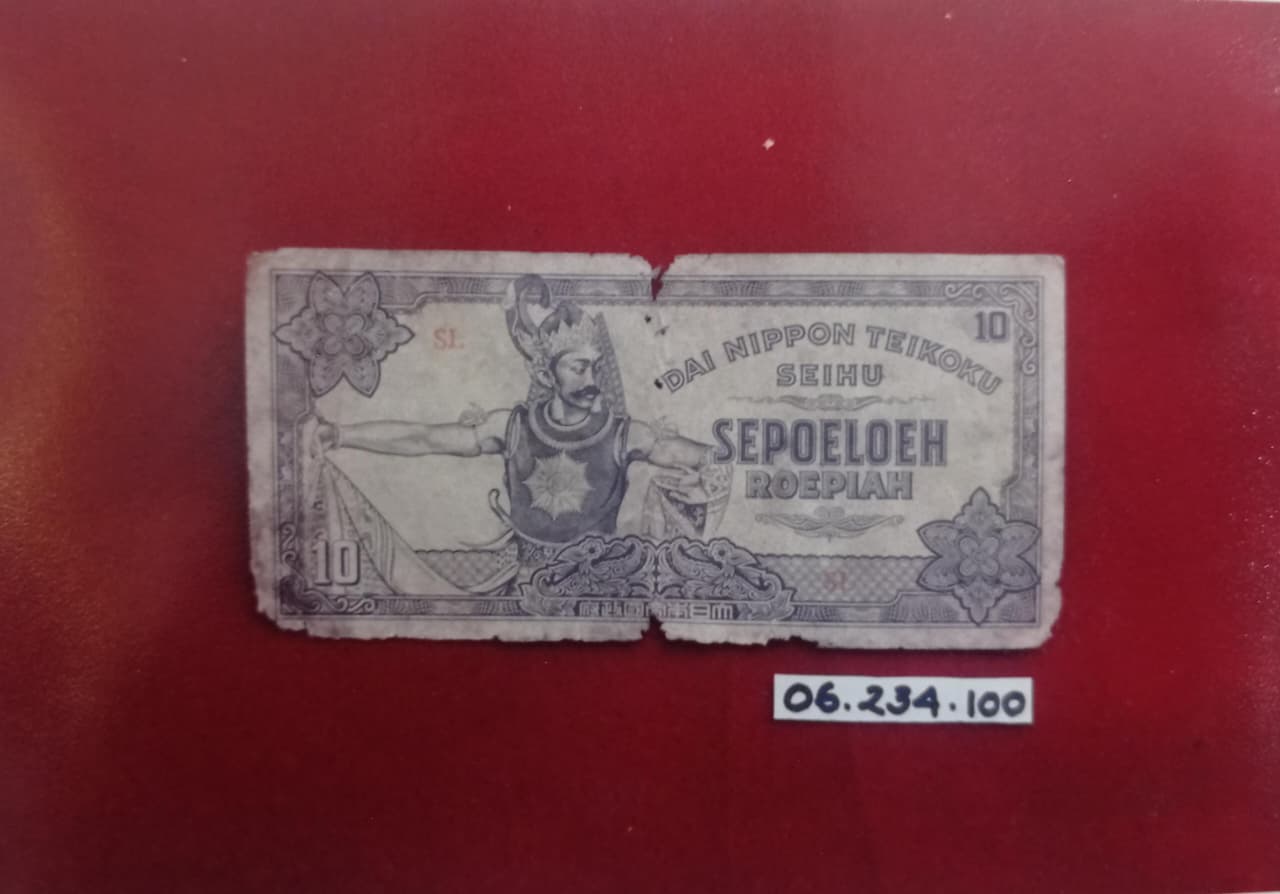 SL
10
DAI NIPPON TEIKOKU
SEIHU
SEPOELOEH
ROEPIAH
10
SL
06.234.100